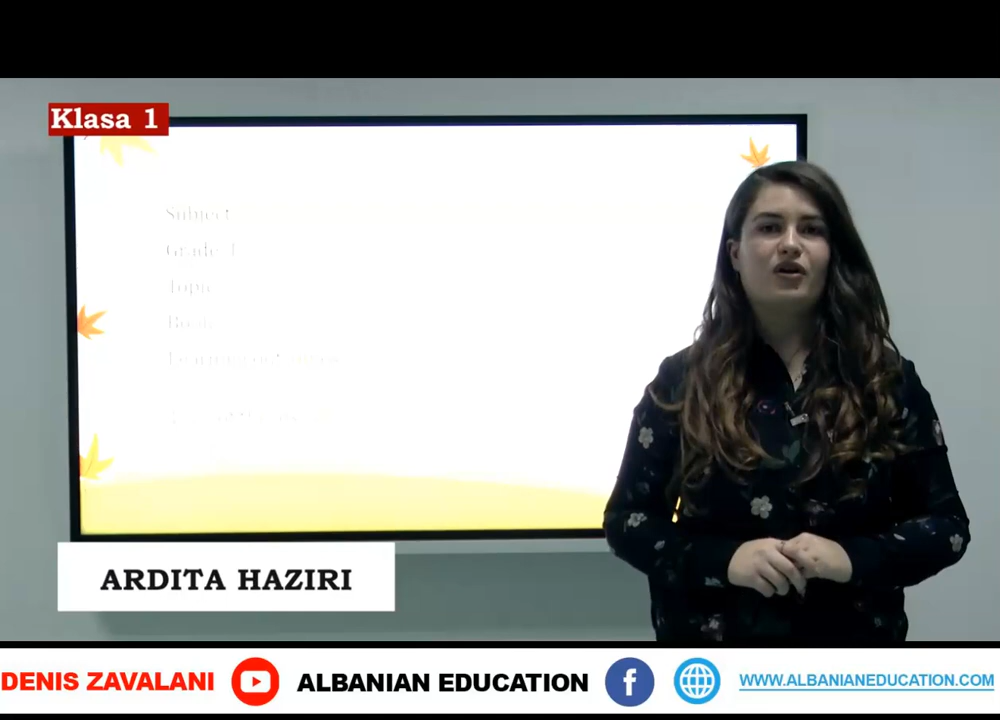 Klasa 1
Subject
Grade 1
Topic
ARDITA HAZIRI
DENIS ZAVALANI
ALBANIAN EDUCATION
f
WWW.ALBANIANEDUCATION.COM